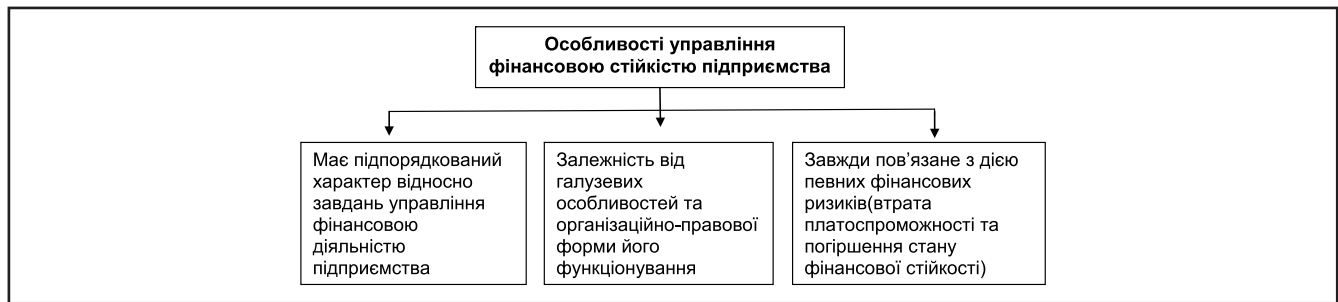 Особливості управління
фінансовою стійкістю підприємства
Має підпорядкований
характер відносно
завдань управління
фінансовою
діяльністю
підприємства
Залежність від
галузевих
особливостей та
організаційно-правової
форми його
функціонування
Завжди пов’язане з дією
певних фінансових
ризиків(втрата
платоспроможності та
погіршення стану
фінансової стійкості)